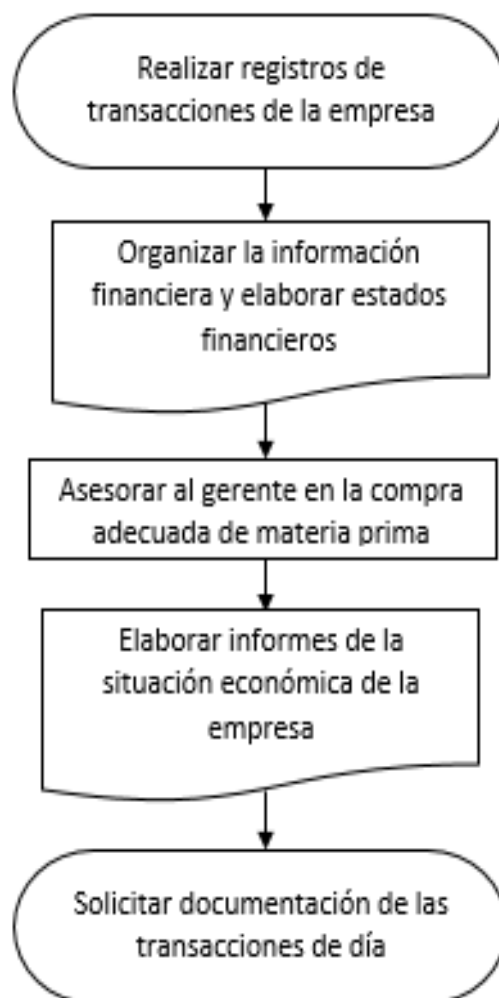 Realizar registros de
transacciones de la empresa
Organizar la información
financiera y elaborar estados
financieros
Asesorar al gerente en la compra
adecuada de materia prima
Elaborar informes de la
situación económica de la
empresa
Solicitar documentación de las
transacciones de día